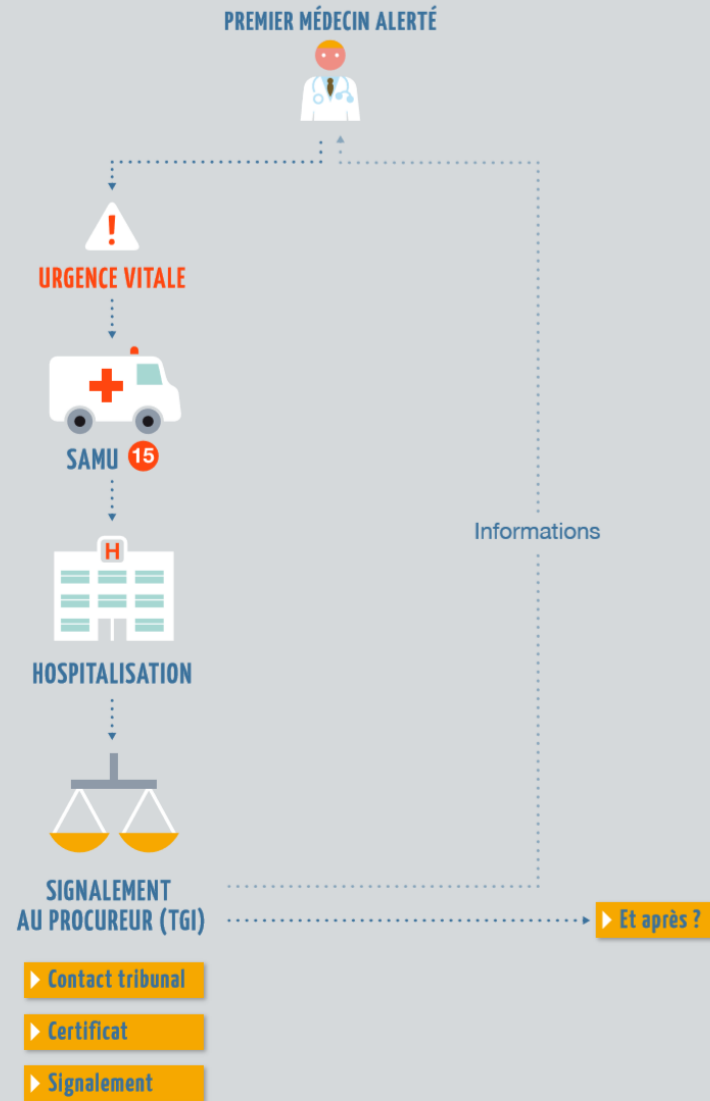 PREMIER MÉDECIN ALERTÉ
!
URGENCE VITALE
SAMU 15
H
HOSPITALISATION
Informations
SIGNALEMENT
AU PROCUREUR (TGI)
Et après ?
Contact tribunal
Certificat
Signalement